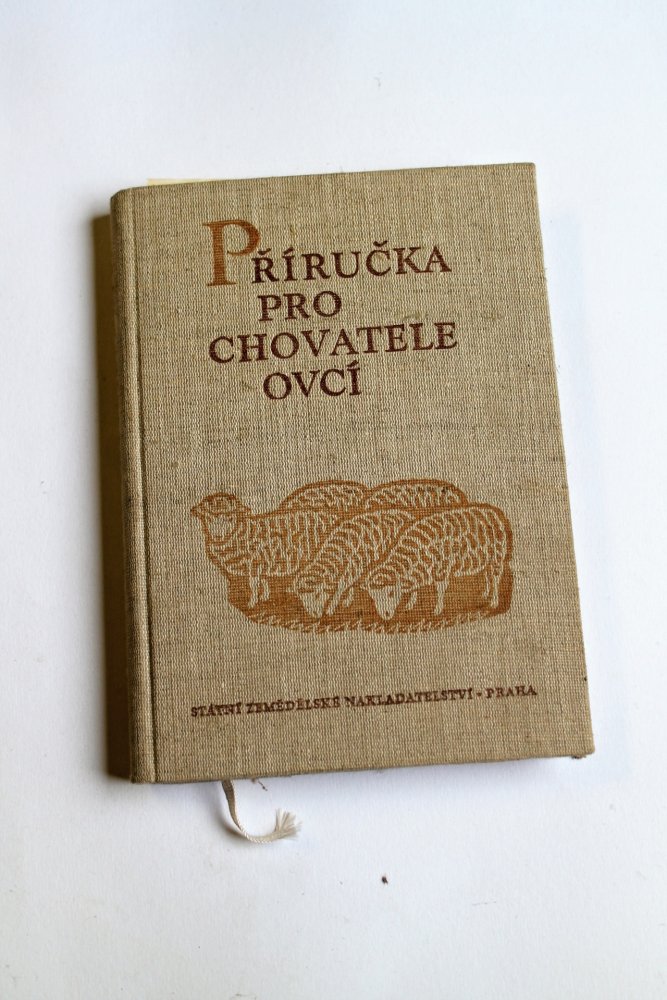 PŘÍRUČKA
PRO
CHOVATELE
OVCÍ
STÁTNÍ ZEMĚDĚLSKÉ NAKLADATELSTVÍ - PRAHA